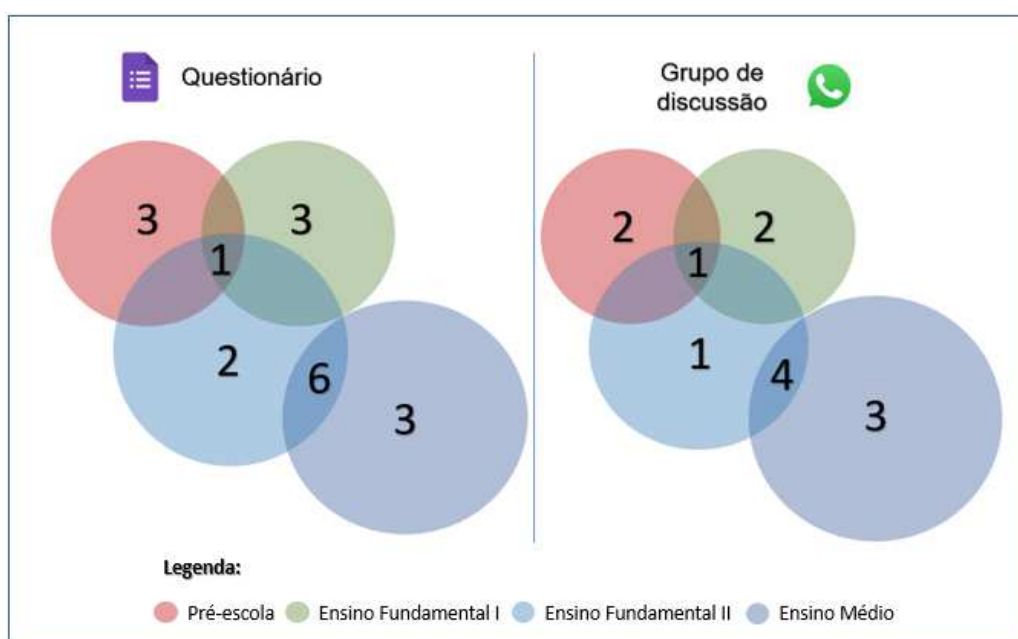 Questionário
3
3
1
2
6
3
Grupo de
discussão
2
2
1
1
4
3
Legenda:
Pré-escola
Ensino Fundamental I
Ensino Fundamental II
Ensino Médio